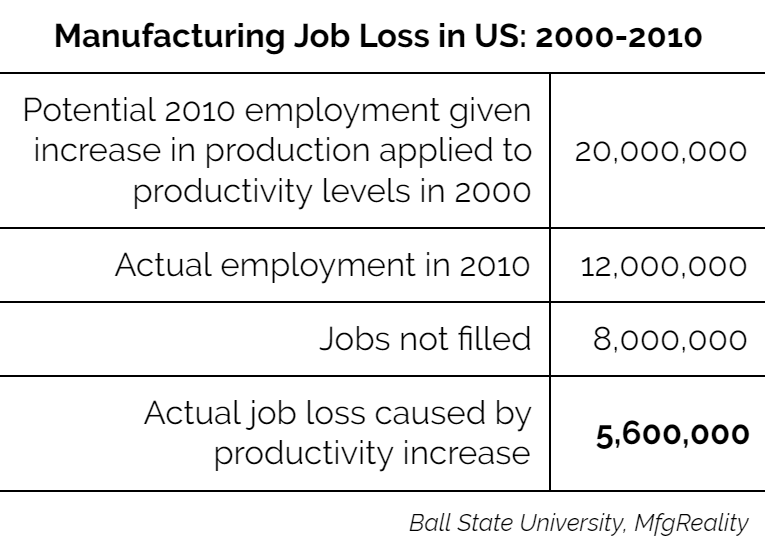 Manufacturing Job Loss in US: 2000-2010
Potential 2010 employment given
increase in production applied to
productivity levels in 2000
20,000,000
Actual employment in 2010
12,000,000
Jobs not filled
8,000,000
Actual job loss caused by
productivity increase
5,600,000
Ball State University, MfgReality